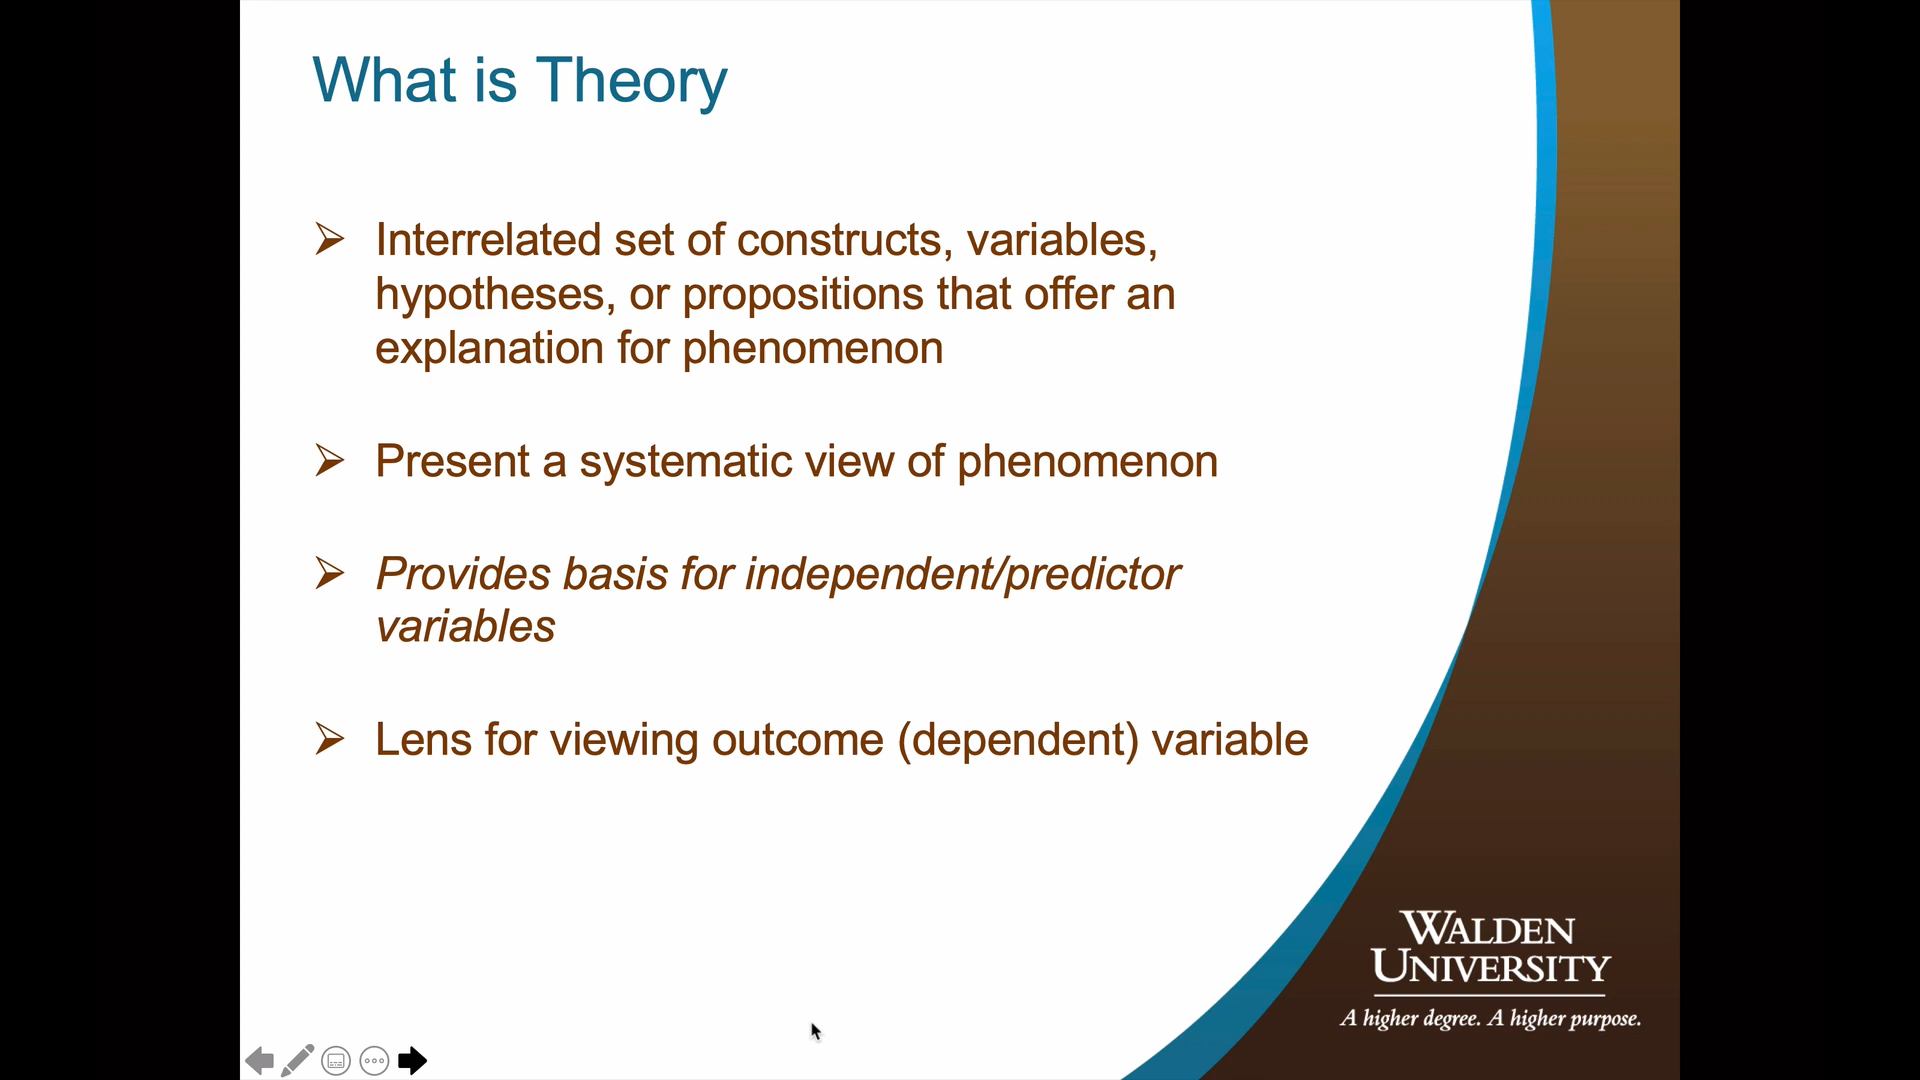 What is Theory
Interrelated set of constructs, variables,
hypotheses, or propositions that offer an
explanation for phenomenon
Present a systematic view of phenomenon
Provides basis for independent/predictor
variables
Lens for viewing outcome (dependent) variable
WALDEN
UNIVERSITY
A higher degree. A higher purpose.